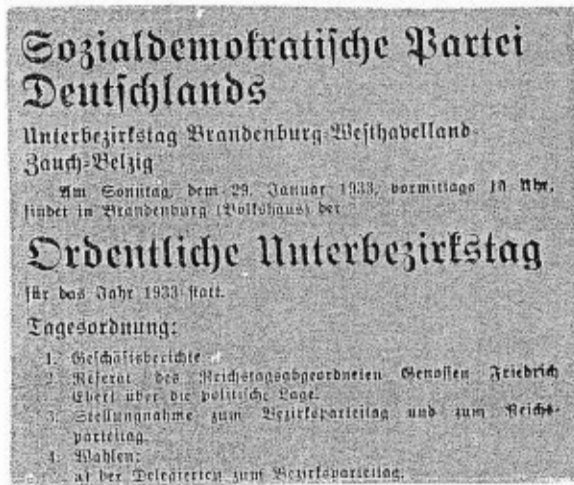 Sozialdemokratische Partei
Deutschlands
Unterbezirkstag Brandenburg-Westhavelland-
Zauch-Belzig
Am Sonntag, dem 29. Januar 1933, vormittags 10 Uhr,
findet in Brandenburg (Volkshaus) der
Ordentliche Unterbezirkstag
für das Jahr 1933 statt.
Tagesordnung:
1. Geschäftsberichte
2. Referat des Reichstagsabgeordneten Genossen Friedrich
Ebert über die politische Lage.
3. Stellungnahme zum Bezirksparteitag und zum Reichs-
parteitag.
4. Wahlen:
a) der Delegierten zum Bezirksparteitag.